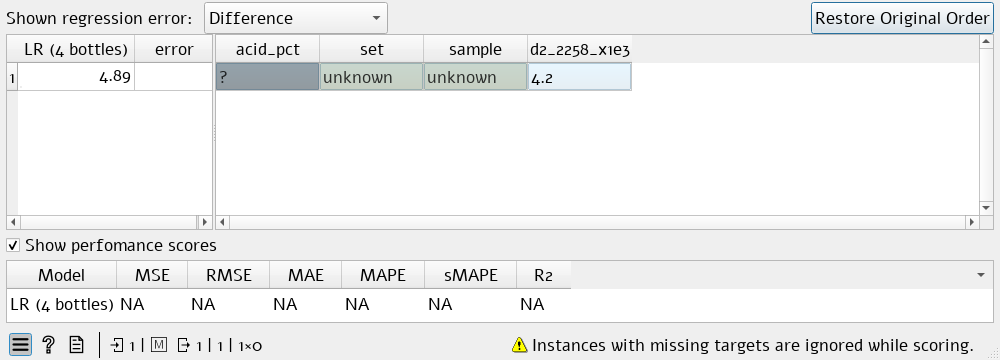 Shown regression error: Difference Restore Original Order
LR (4 bottles) error acid_pct set sample d2_2258_x1e3
1 4.89 ? unknown unknown 4.2
Show perfomance scores
Model MSE RMSE MAE MAPE sMAPE R2
LR (4 bottles) NA NA NA NA NA NA
1 | M 1 | 1 | 1×0 Instances with missing targets are ignored while scoring.